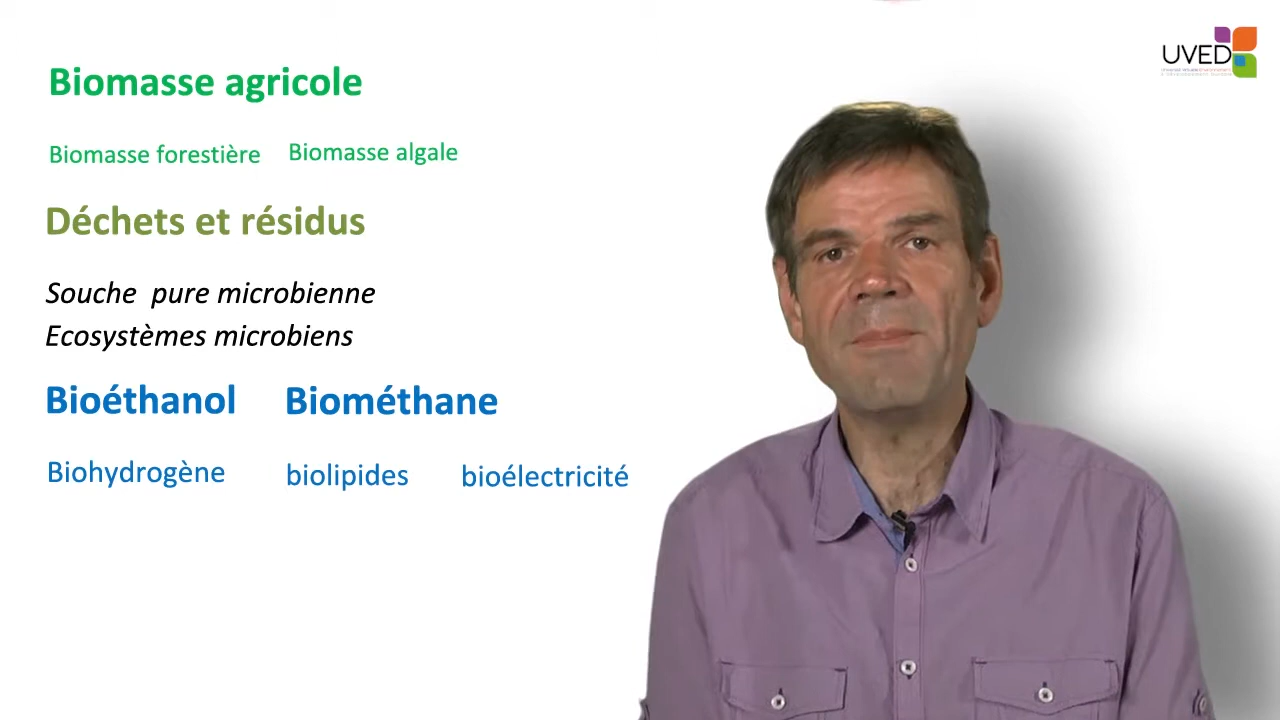 Biomasse agricole
Biomasse forestière Biomasse algale
Déchets et résidus
Souche pure microbienne
Ecosystèmes microbiens
Bioéthanol Biométhane
Biohydrogène biolipides bioélectricité
UVED